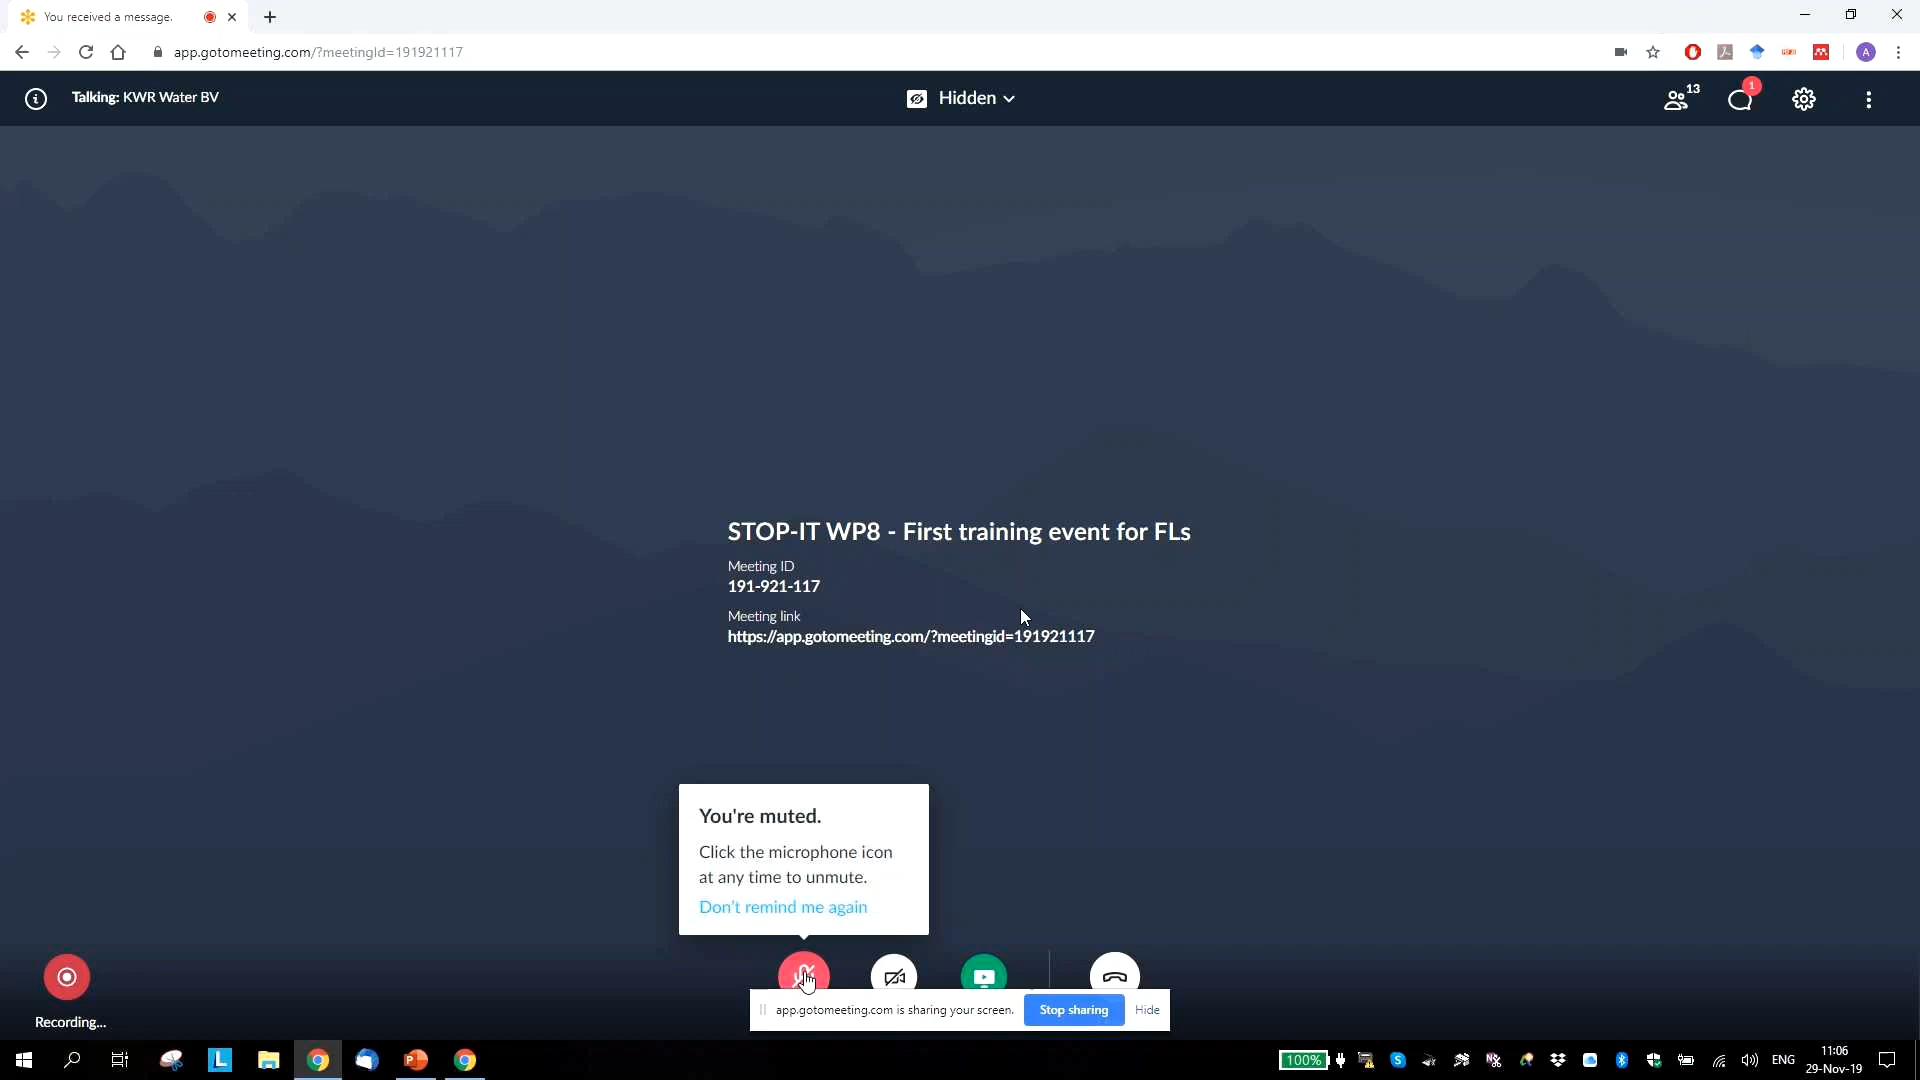 You received a message.
app.gotomeeting.com/?meetingId=191921117
A
Talking: KWR Water BV
Hidden
13
1
STOP-IT WP8 - First training event for FLs
Meeting ID
191-921-117
Meeting link
https://app.gotomeeting.com/?meetingid=191921117
You're muted.
Click the microphone icon
at any time to unmute.
Don't remind me again
Recording...
app.gotomeeting.com is sharing your screen.
Stop sharing
Hide
L
P
100%
S
ENG
11:06
29-Nov-19